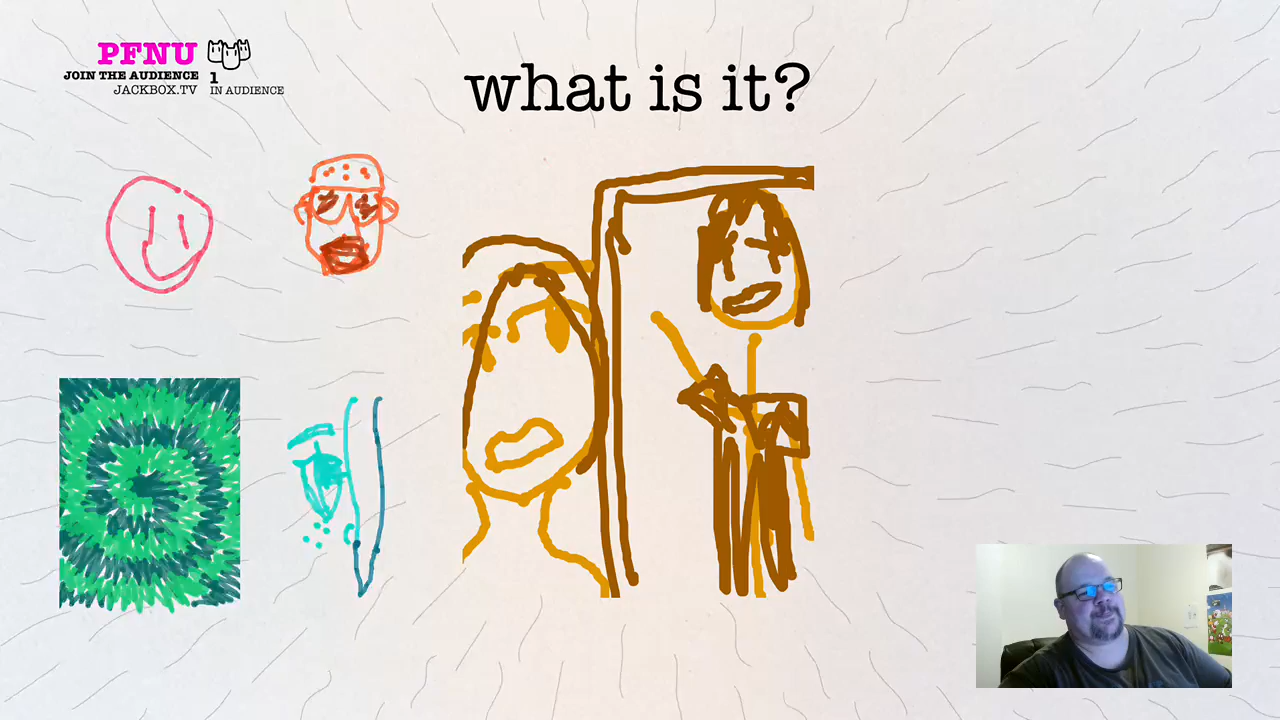 PFNU
JOIN THE AUDIENCE
JACKBOX.TV
1
IN AUDIENCE
what is it?